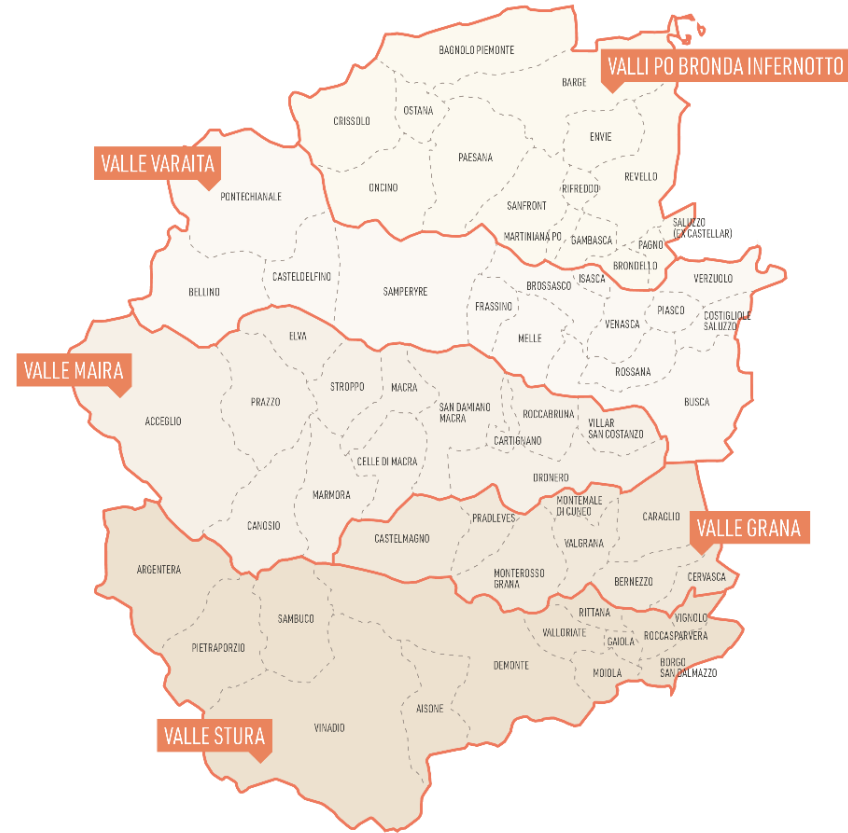 BAGNOLO PIEMONTE
VALLI PO BRONDA INFERNOTTO
BARGE
OSTANA
CRISSOLO
ENVIE
PAESANA
VALLE VARAITA
REVELLO
ONCINO
RIFREDDO
PONTECHIANALE
SANFRONT
SALUZZO
(EX CASTELLAR)
MARTINIANA PO
GAMBASCA
PAGNO
BRONDELLO
CASTELDELFINO
ISASCA
VERZUOLO
BELLINO
SAMPERYRE
BROSSASCO
FRASSINO
PIASCO
COSTIGLIOLE
SALUZZO
VENASCA
ELVA
MELLE
VALLE MAIRA
ROSSANA
STROPPO
MACRA
PRAZZO
BUSCA
SAN DAMIANO
MACRA
ROCCABRUNA
ACCEGLIO
VILLAR
SAN COSTANZO
CARTIGNANO
CELLE DI MACRA
DRONERO
MARMORA
MONTEMALE
DI CUNEO
CARAGLIO
PRADLEVES
CANOSIO
VALLE GRANA
CASTELMAGNO
VALGRANA
ARGENTERA
MONTEROSSO
GRANA
BERNEZZO
CERVASCA
RITTANA
SAMBUCO
VIGNOLO
VALLORIATE
GAIOLA
ROCCASPARVERA
PIETRAPORZIO
DEMONTE
MOIOLA
BORGO
SAN DALMAZZO
AISONE
VINADIO
VALLE STURA